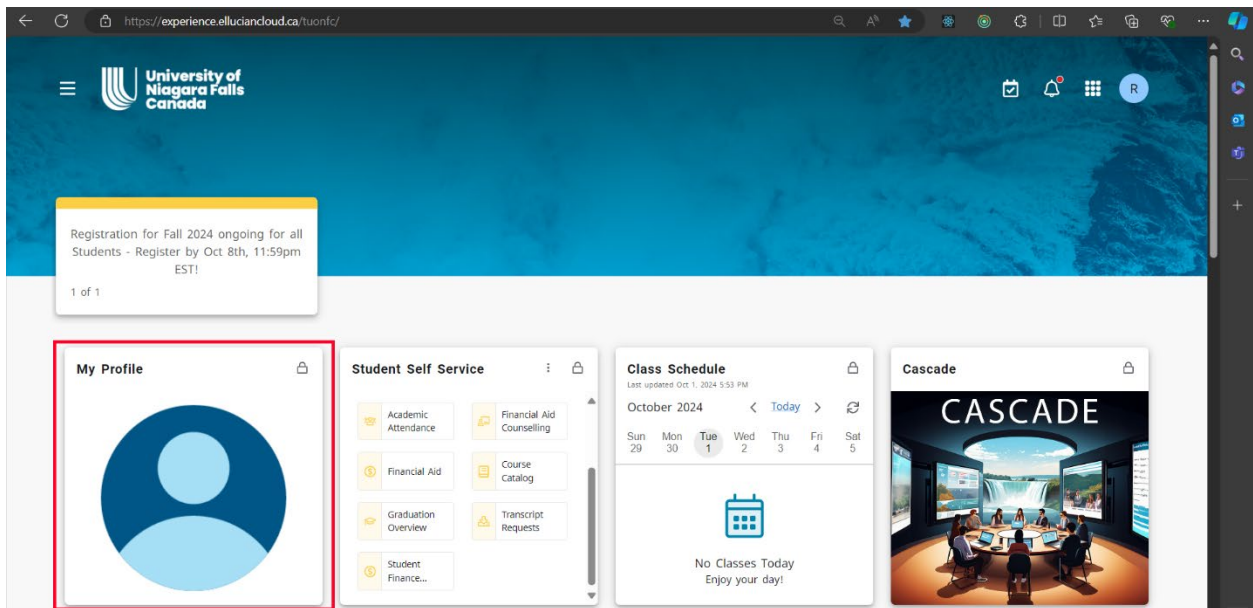 https://experience.elluciancloud.ca/tuonfc/
University of
Niagara Falls
Canada
R
Registration for Fall 2024 ongoing for all
Students - Register by Oct 8th, 11:59pm
EST!
1 of 1
My Profile
Student Self Service
Academic
Attendance
Financial Aid
Counselling
Financial Aid
Course
Catalog
Graduation
Overview
Transcript
Requests
Student
Finance...
Class Schedule
Last updated Oct 1, 2024 5:53 PM
October 2024 < Today >
Sun Mon Tue Wed Thu Fri Sat
29 30 1 2 3 4 5
No Classes Today
Enjoy your day!
Cascade
CASCADE